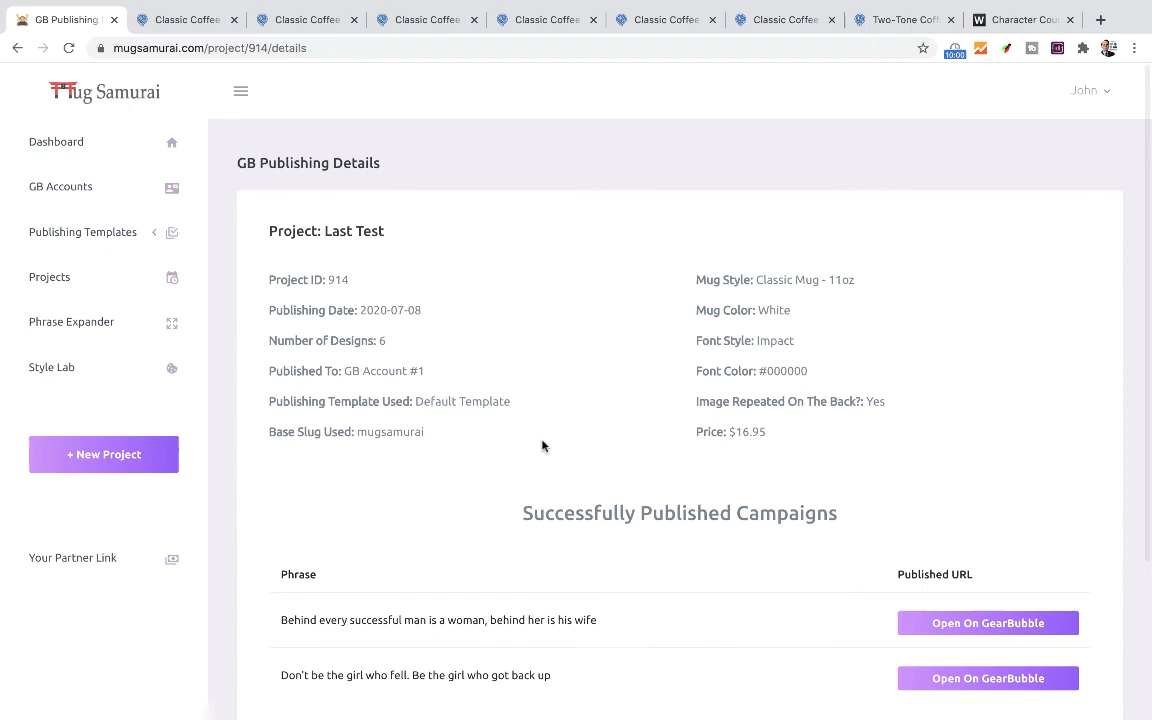 GB Publishing
Classic Coffee
Classic Coffee
Classic Coffee
Classic Coffee
Classic Coffee
Classic Coffee
Two-Tone Coff
Character Cou
mugsamurai.com/project/914/details
10:00
Mug Samurai
John
Dashboard
GB Accounts
Publishing Templates
Projects
Phrase Expander
Style Lab
+ New Project
Your Partner Link
GB Publishing Details
Project: Last Test
Project ID: 914
Publishing Date: 2020-07-08
Number of Designs: 6
Published To: GB Account #1
Publishing Template Used: Default Template
Base Slug Used: mugsamurai
Mug Style: Classic Mug - 11oz
Mug Color: White
Font Style: Impact
Font Color: #000000
Image Repeated On The Back?: Yes
Price: $16.95
Successfully Published Campaigns
Phrase Published URL
Behind every successful man is a woman, behind her is his wife Open On GearBubble
Don't be the girl who fell. Be the girl who got back up Open On GearBubble